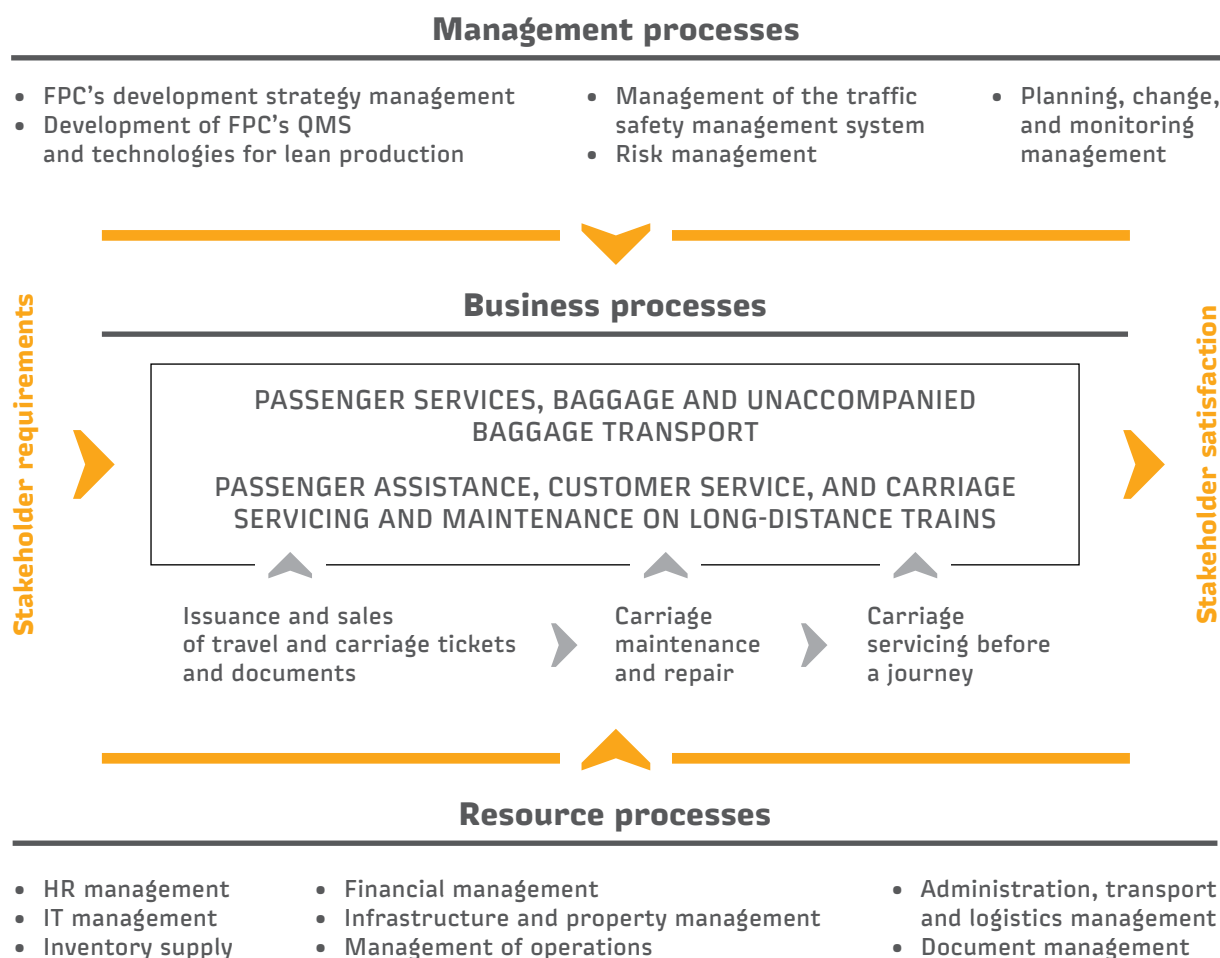 Management processes
• FPC's development strategy management
• Development of FPC's QMS
and technologies for lean production
• Management of the traffic
safety management system
• Risk management
• Planning, change,
and monitoring
management
Stakeholder requirements
Business processes
PASSENGER SERVICES, BAGGAGE AND UNACCOMPANIED
BAGGAGE TRANSPORT
PASSENGER ASSISTANCE, CUSTOMER SERVICE, AND CARRIAGE
SERVICING AND MAINTENANCE ON LONG-DISTANCE TRAINS
Issuance and sales
of travel and carriage tickets
and documents
Carriage
maintenance
and repair
Carriage
servicing before
a journey
Stakeholder satisfaction
Resource processes
• HR management
• IT management
• Inventory supply
• Financial management
• Infrastructure and property management
• Management of operations
• Administration, transport
and logistics management
• Document management